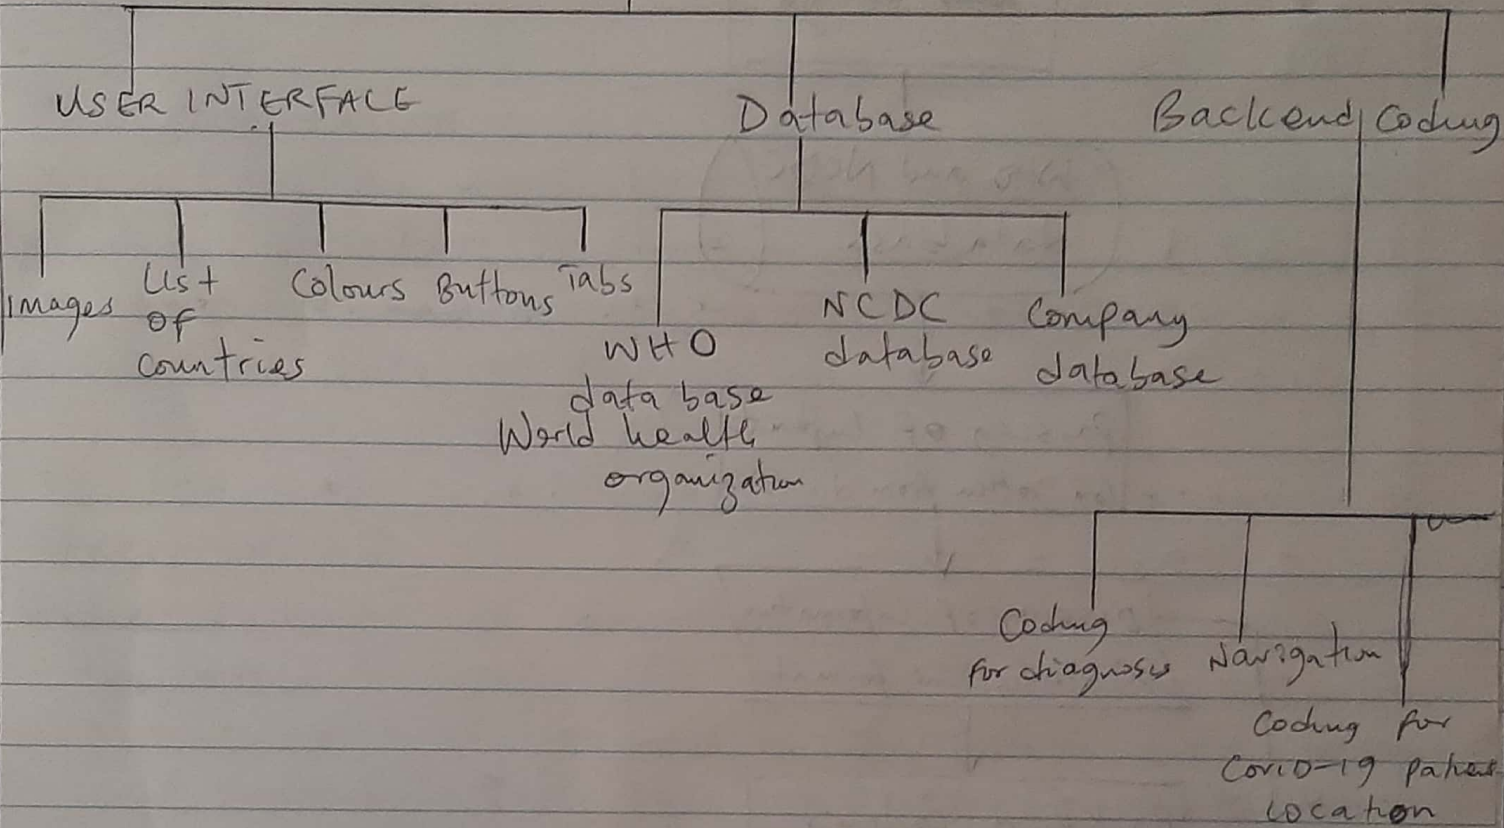 USER INTERFACE
Database
Backend Coding
Images
List
of
countries
Colours
Buttons
Tabs
WHO
data base
World health
organization
NCDC
database
Company
database
Coding
for diagnosis
Navigation
Coding for
COVID-19
location